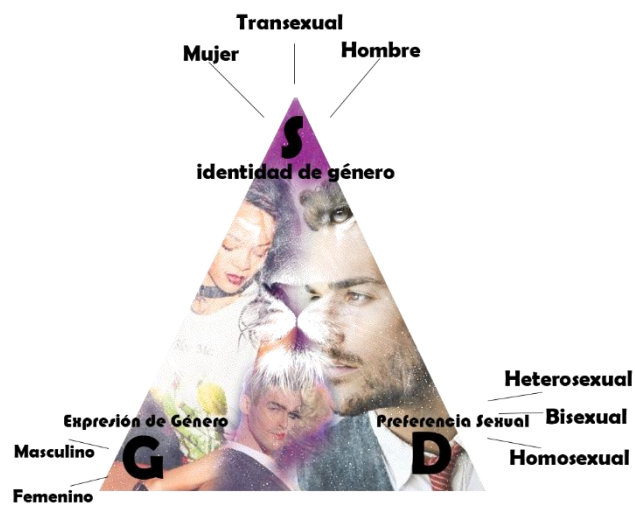 Transexual
Mujer
Hombre
S
identidad de género
Heterosexual
Expresión de Género
Preferencia Sexual
Bisexual
Masculino
G
D
Homosexual
Femenino